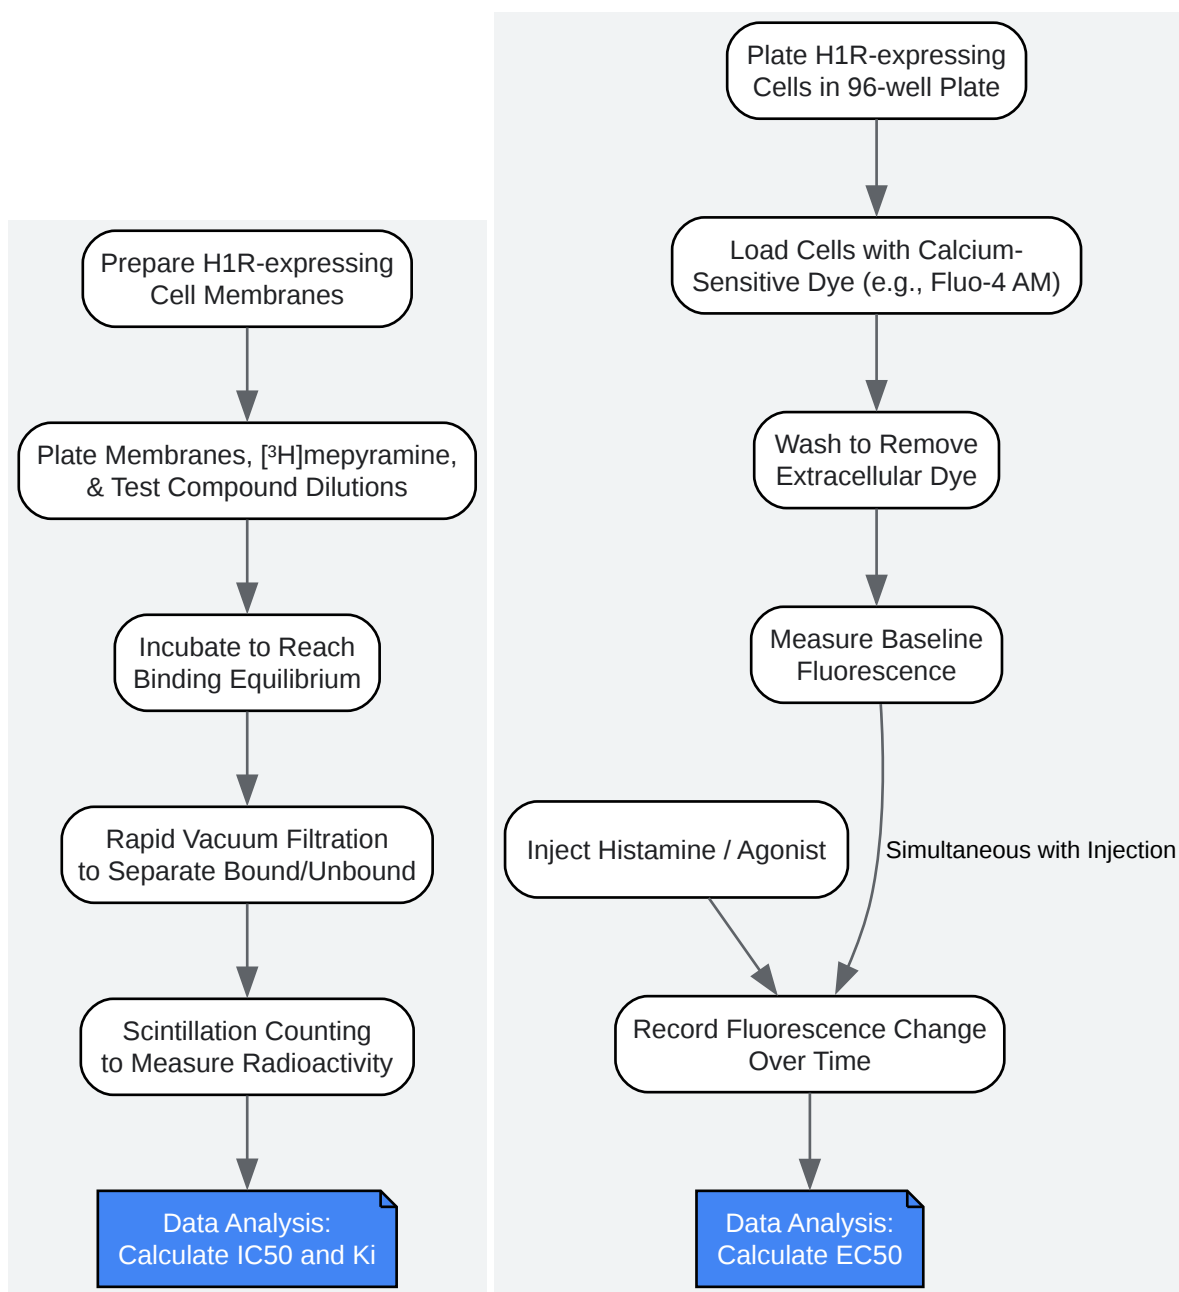 Prepare H1R-expressing
Cell Membranes
Plate Membranes, [³H]mepyramine,
& Test Compound Dilutions
Incubate to Reach
Binding Equilibrium
Rapid Vacuum Filtration
to Separate Bound/Unbound
Scintillation Counting
to Measure Radioactivity
Data Analysis:
Calculate IC50 and Ki
Plate H1R-expressing
Cells in 96-well Plate
Load Cells with Calcium-
Sensitive Dye (e.g., Fluo-4 AM)
Wash to Remove
Extracellular Dye
Measure Baseline
Fluorescence
Inject Histamine / Agonist
Simultaneous with Injection
Record Fluorescence Change
Over Time
Data Analysis:
Calculate EC50